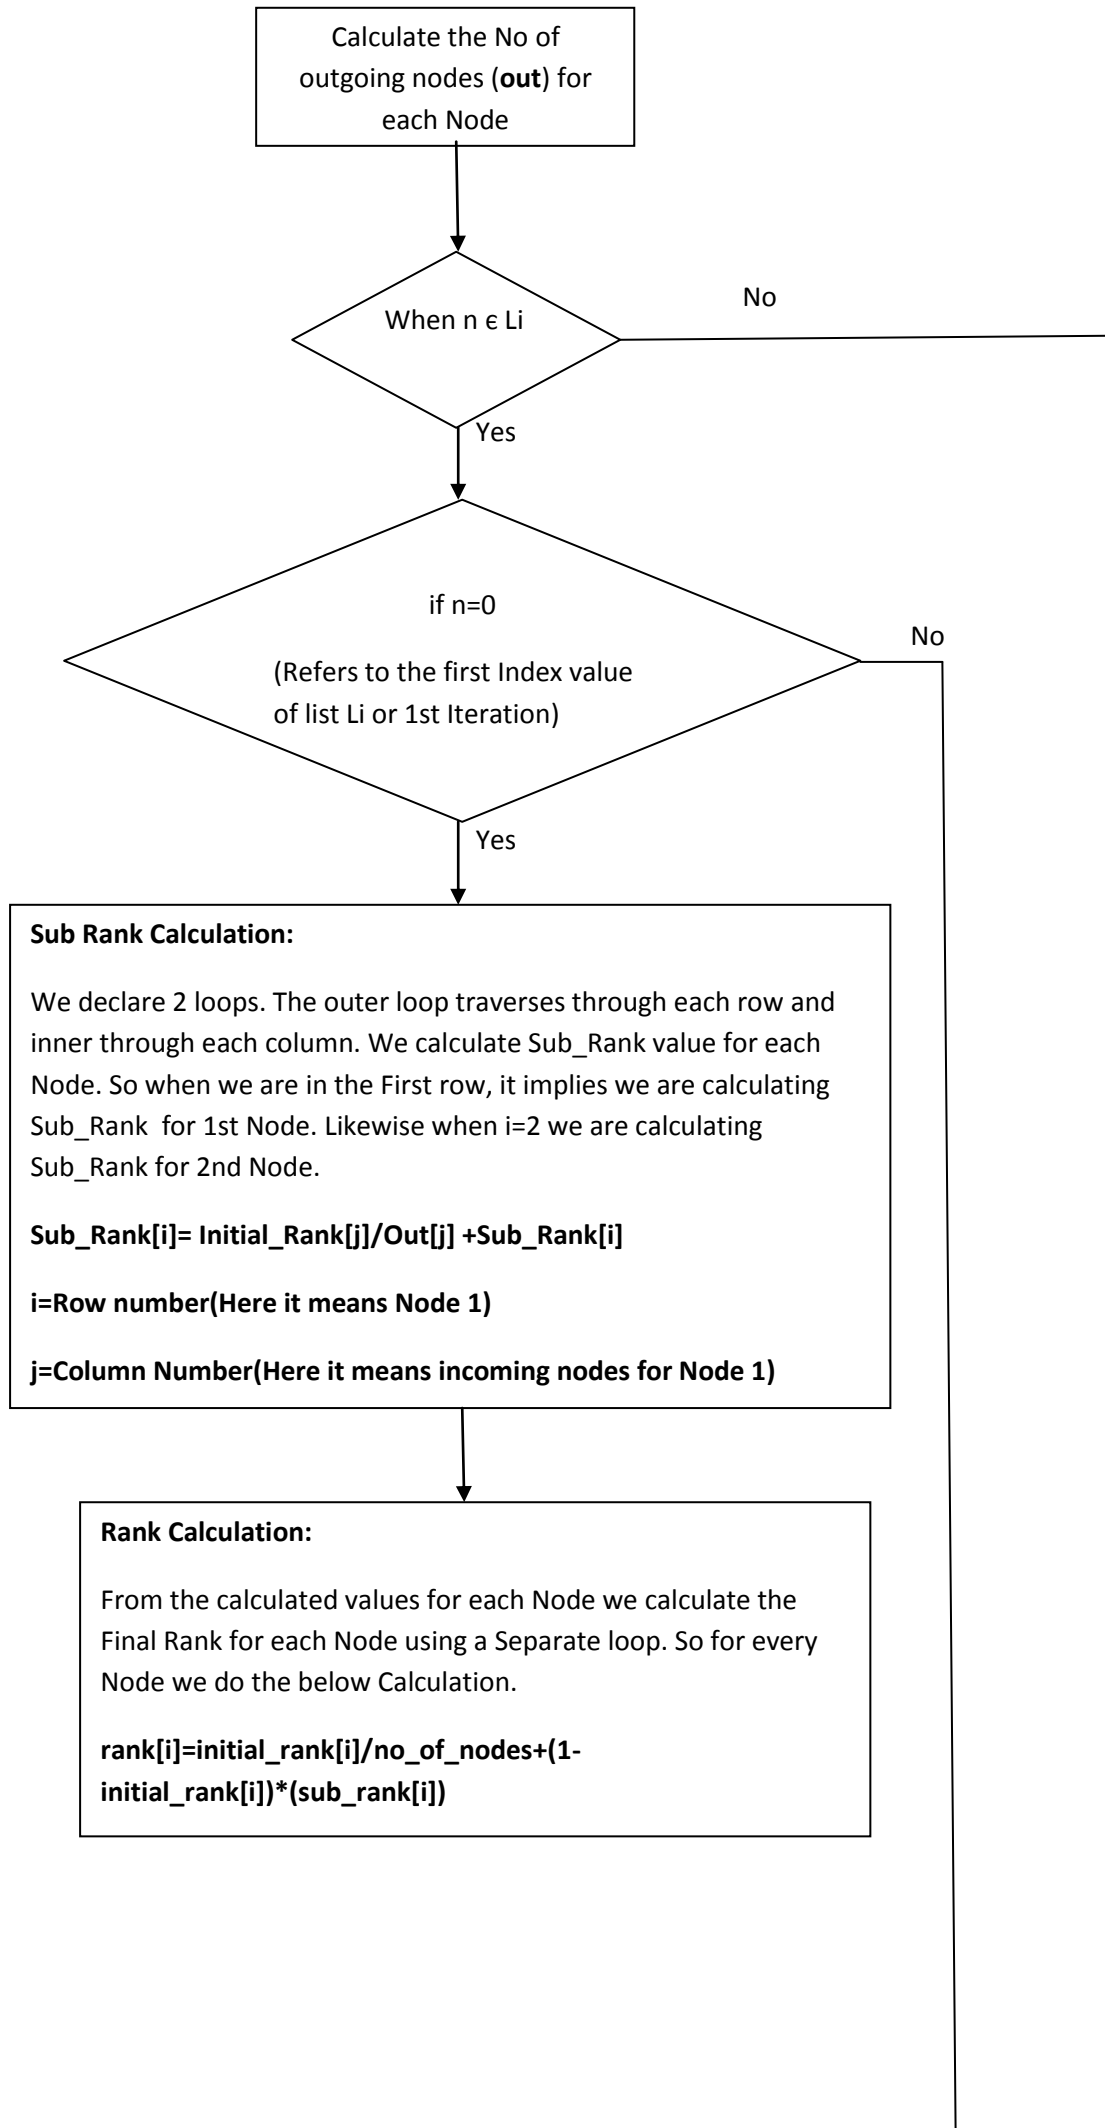 Calculate the No of
outgoing nodes (out) for
each Node
When n ϵ Li
No
Yes
if n=0
(Refers to the first Index value
of list Li or 1st Iteration)
No
Yes
Sub Rank Calculation:
We declare 2 loops. The outer loop traverses through each row and
inner through each column. We calculate Sub_Rank value for each
Node. So when we are in the First row, it implies we are calculating
Sub_Rank  for 1st Node. Likewise when i=2 we are calculating
Sub_Rank for 2nd Node.
Sub_Rank[i]= Initial_Rank[j]/Out[j] +Sub_Rank[i]
i=Row number(Here it means Node 1)
j=Column Number(Here it means incoming nodes for Node 1)
Rank Calculation:
From the calculated values for each Node we calculate the
Final Rank for each Node using a Separate loop. So for every
Node we do the below Calculation.
rank[i]=initial_rank[i]/no_of_nodes+(1-
initial_rank[i])*(sub_rank[i])